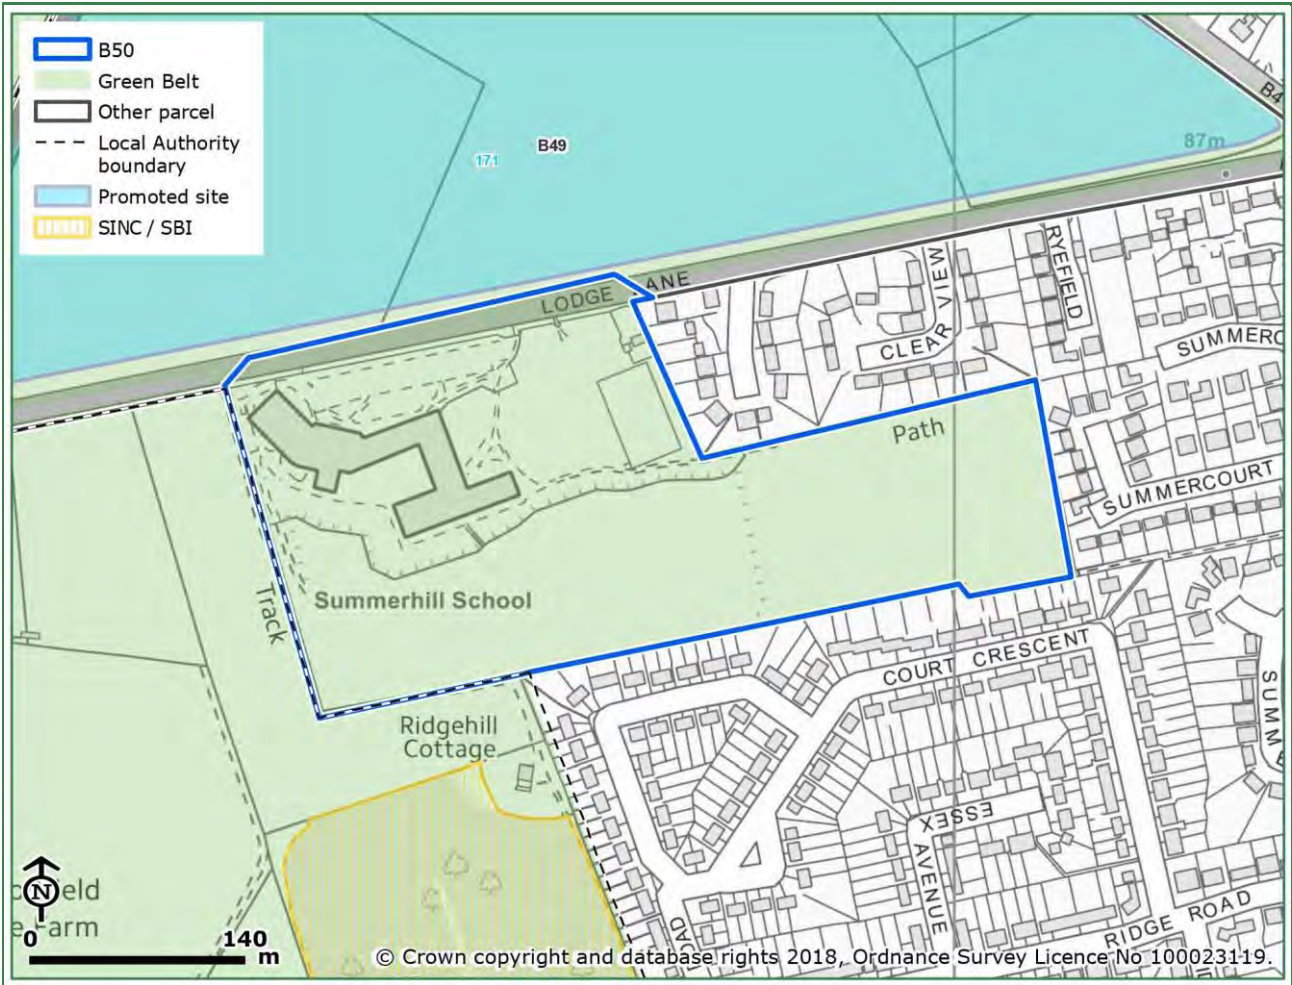 B50
Green Belt
Other parcel
Local Authority
boundary
Promoted site
SINC / SBI
171
B49
87m
LODGE LANE
CLEAR VIEW
RYEFIELD
Path
SUMMERCOURT
Summerhill School
Track
Ridgehill
Cottage
COURT CRESCENT
ESSEX
AVENUE
RIDGE ROAD
N
0 140
m
© Crown copyright and database rights 2018, Ordnance Survey Licence No 100023119.